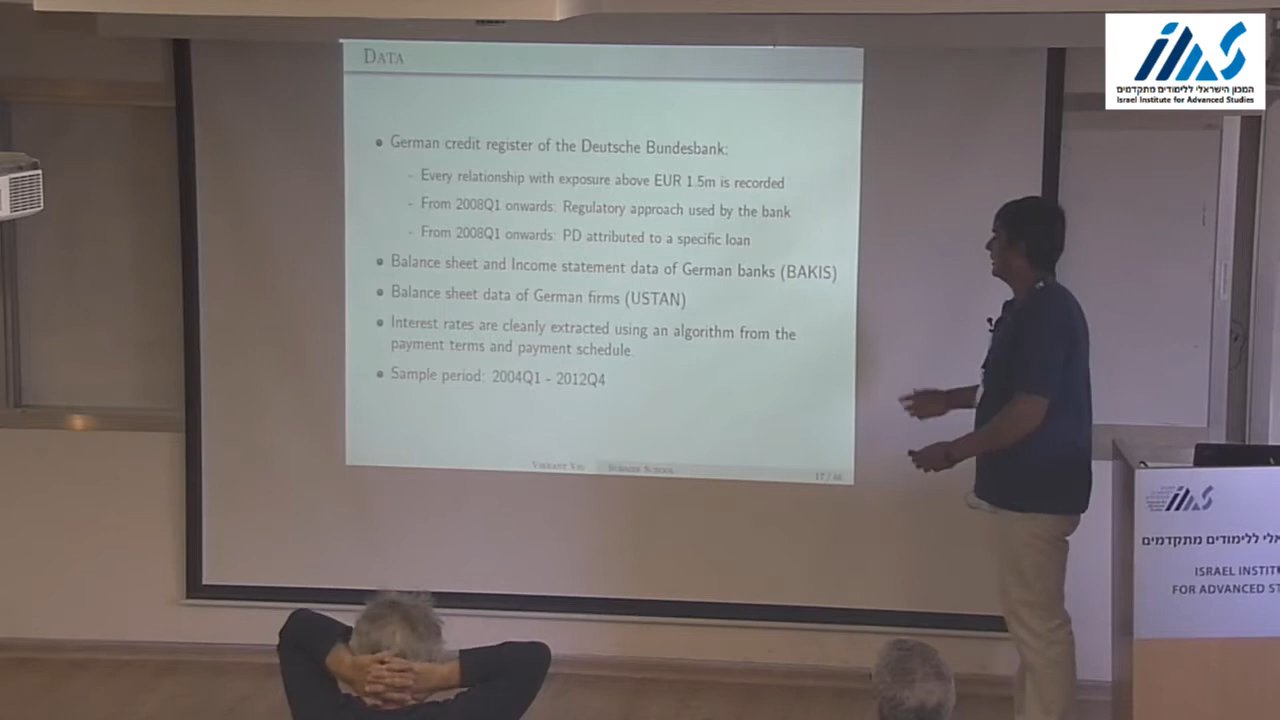 DATA
German credit register of the Deutsche Bundesbank:
- Every relationship with exposure above EUR 1.5m is recorded
- From 2008Q1 onwards: Regulatory approach used by the bank
- From 2008Q1 onwards: PD attributed to a specific loan
Balance sheet and Income statement data of German banks (BAKIS)
Balance sheet data of German firms (USTAN)
Interest rates are cleanly extracted using an algorithm from the
payment terms and payment schedule.
Sample period: 2004Q1 - 2012Q4
SUMMER SCHOOL
המכון הישראלי ללימודים מתקדמים
Israel Institute for Advanced Studies
לי ללימודים מתקדמים
ISRAEL INSTIT
FOR ADVANCED ST